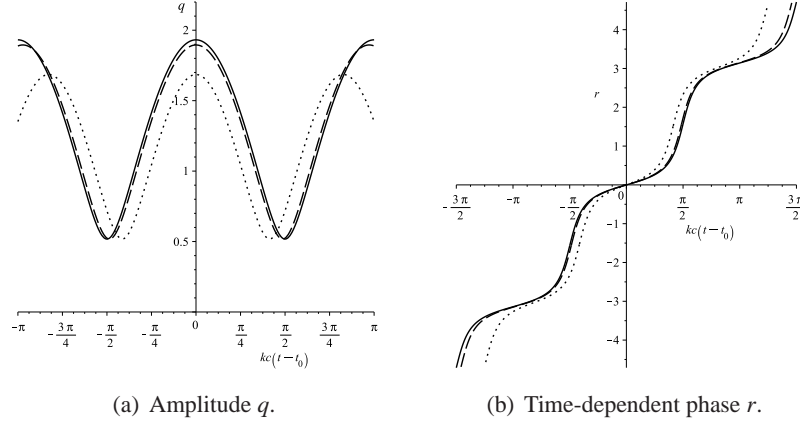 q
2
1.5
1
0.5
−π −3π/4 −π/2 −π/4 0 π/4 π/2 3π/4 π
kc(t−t₀)
r
4
3
2
1
−3π/2 −π −π/2 0 π/2 π 3π/2
kc(t−t₀)
−1
−2
−3
−4
(a) Amplitude q.
(b) Time-dependent phase r.